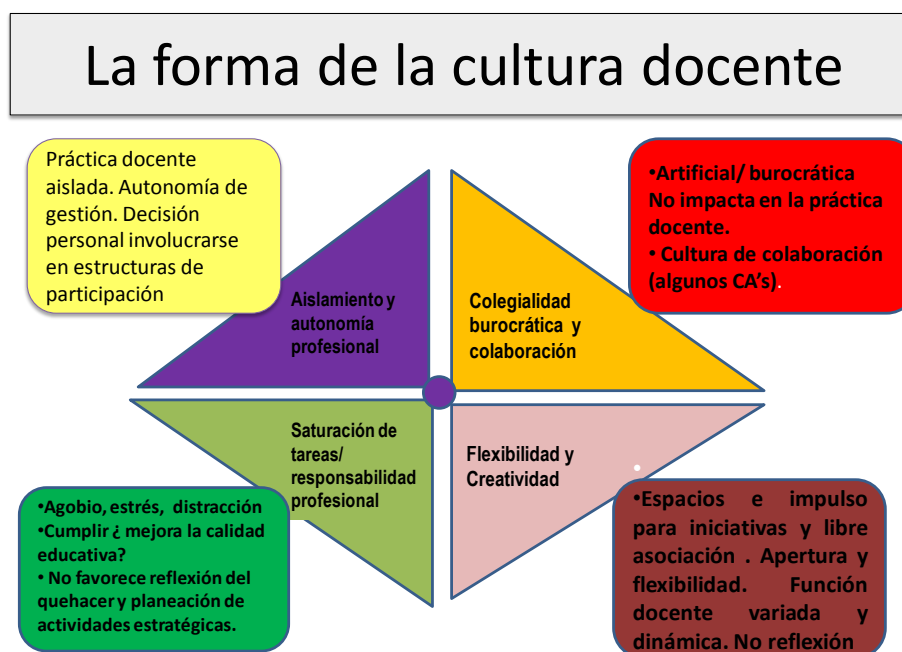 La forma de la cultura docente
Práctica docente
aislada. Autonomía de
gestión. Decisión
personal involucrarse
en estructuras de
participación
•Artificial/ burocrática
No impacta en la práctica
docente.
• Cultura de colaboración
(algunos CA’s).
Aislamiento y
autonomía
profesional
Colegialidad
burocrática y
colaboración
Saturación de
tareas/
responsabilidad
profesional
Flexibilidad y
Creatividad
•Agobio, estrés, distracción
•Cumplir ¿ mejora la calidad
educativa?
• No favorece reflexión del
quehacer y planeación de
actividades estratégicas.
•
•Espacios e impulso
para iniciativas y libre
asociación . Apertura y
flexibilidad. Función
docente variada y
dinámica. No reflexión